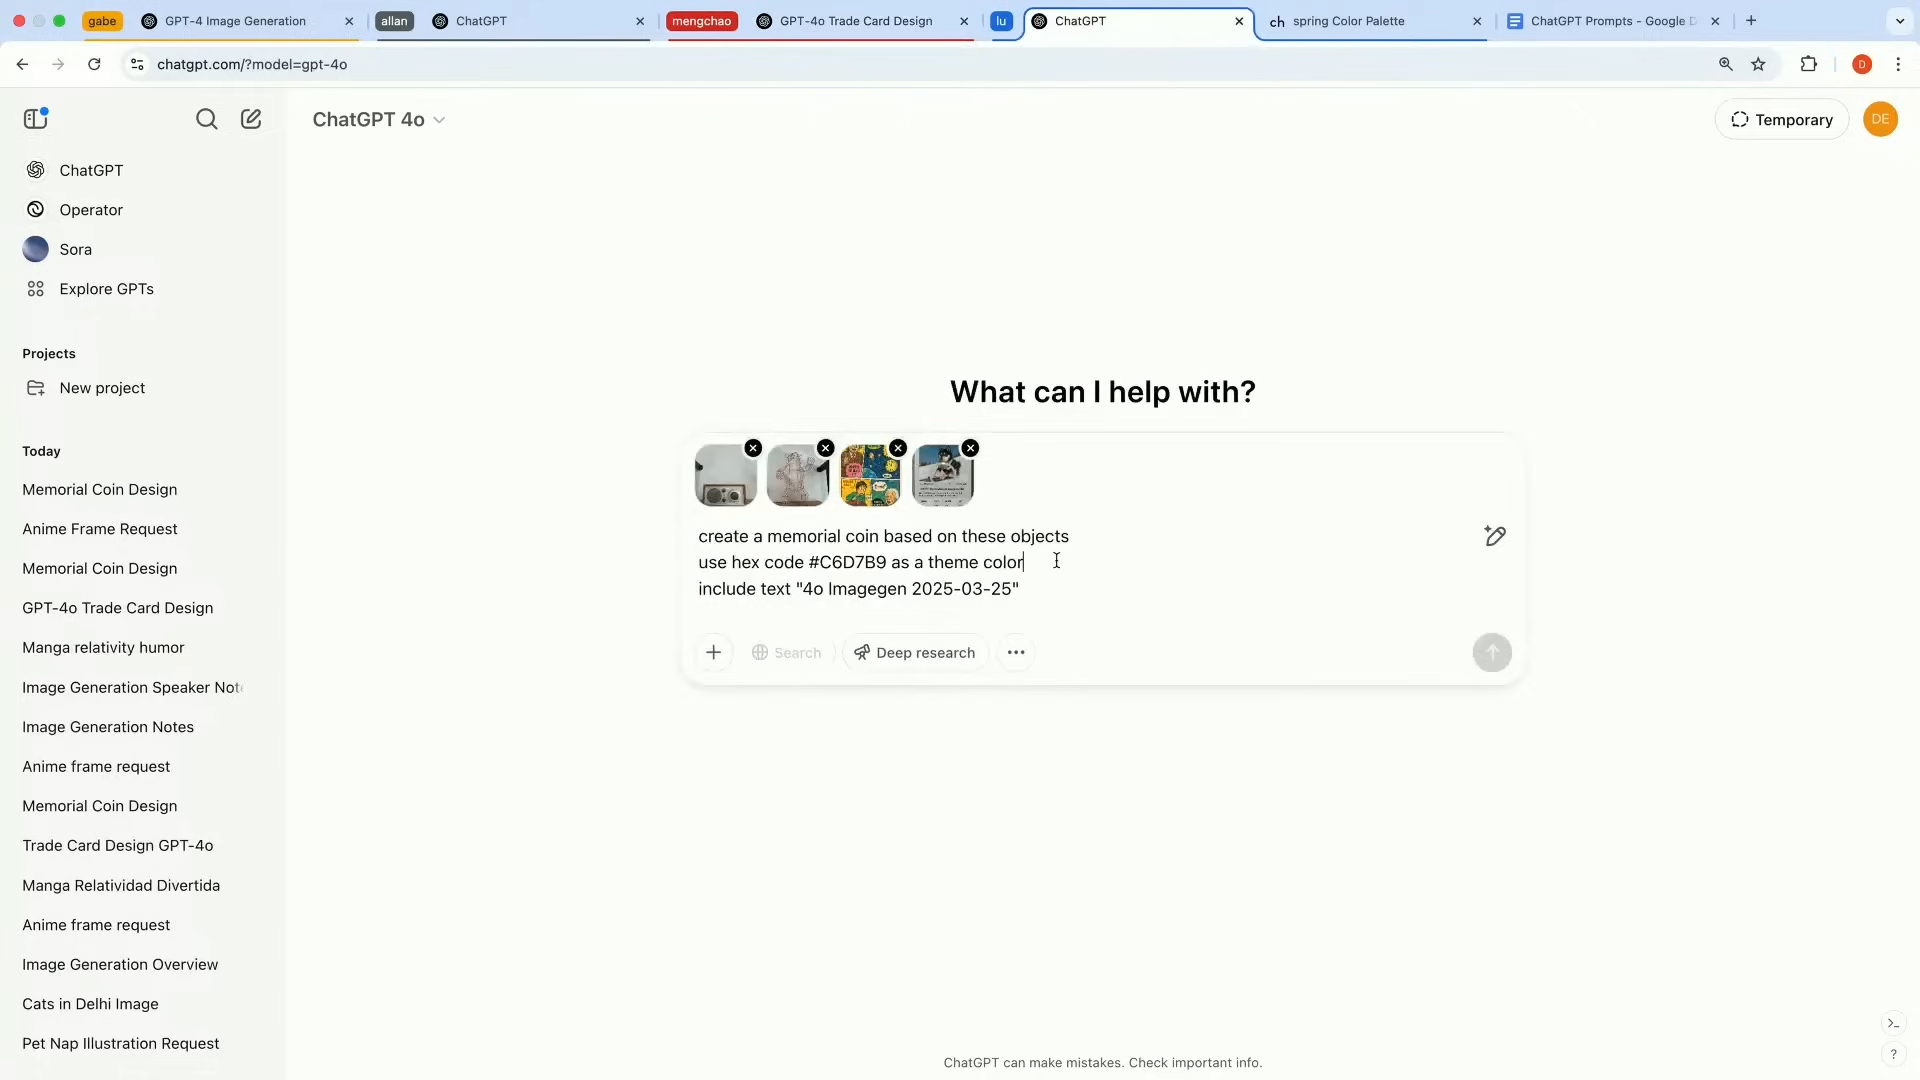 gabe
GPT-4 Image Generation
allan
ChatGPT
mengchao
GPT-4o Trade Card Design
lu
ChatGPT
ch
spring Color Palette
ChatGPT Prompts - Google D
chatgpt.com/?model=gpt-4o
D
ChatGPT 4o
Temporary
DE
ChatGPT
Operator
Sora
Explore GPTs
Projects
New project
Today
Memorial Coin Design
Anime Frame Request
Memorial Coin Design
GPT-4o Trade Card Design
Manga relativity humor
Image Generation Speaker Not
Image Generation Notes
Anime frame request
Memorial Coin Design
Trade Card Design GPT-4o
Manga Relatividad Divertida
Anime frame request
Image Generation Overview
Cats in Delhi Image
Pet Nap Illustration Request
What can I help with?
create a memorial coin based on these objects
use hex code #C6D7B9 as a theme color
include text "4o Imagegen 2025-03-25"
Search
Deep research
ChatGPT can make mistakes. Check important info.